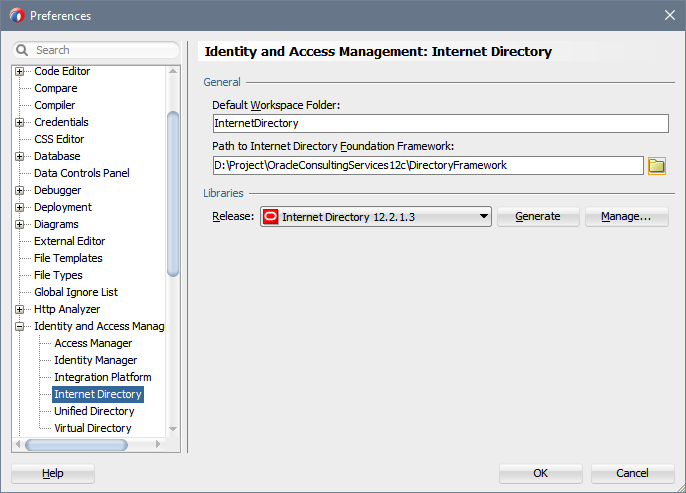 Preferences
Search
Code Editor
Compare
Compiler
Credentials
CSS Editor
Database
Data Controls Panel
Debugger
Deployment
Diagrams
External Editor
File Templates
File Types
Global Ignore List
Http Analyzer
Identity and Access Manag
Access Manager
Identity Manager
Integration Platform
Internet Directory
Unified Directory
Virtual Directory
Identity and Access Management: Internet Directory
General
Default Workspace Folder:
InternetDirectory
Path to Internet Directory Foundation Framework:
D:\Project\OracleConsultingServices12c\DirectoryFramework
Libraries
Release: Internet Directory 12.2.1.3 Generate Manage...
Help OK Cancel